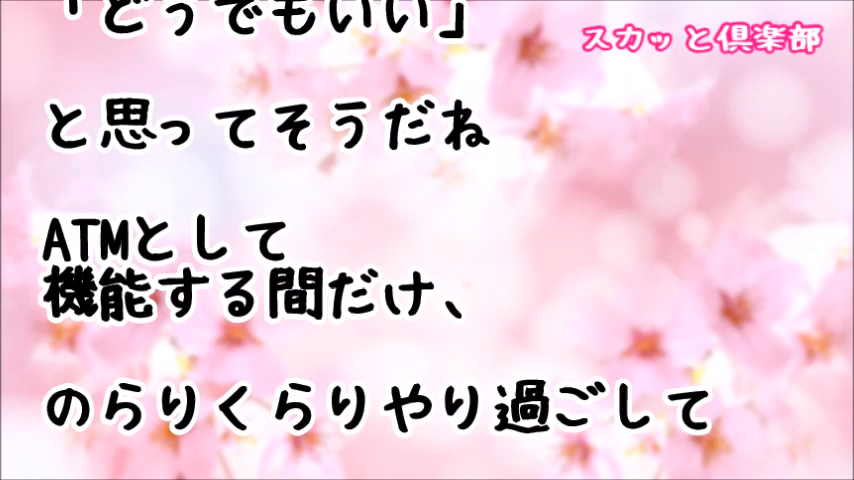 「どうでもいい」
スカッと倶楽部
と思ってそうだね
ATMとして
機能する間だけ、
のらりくらりやり過ごして